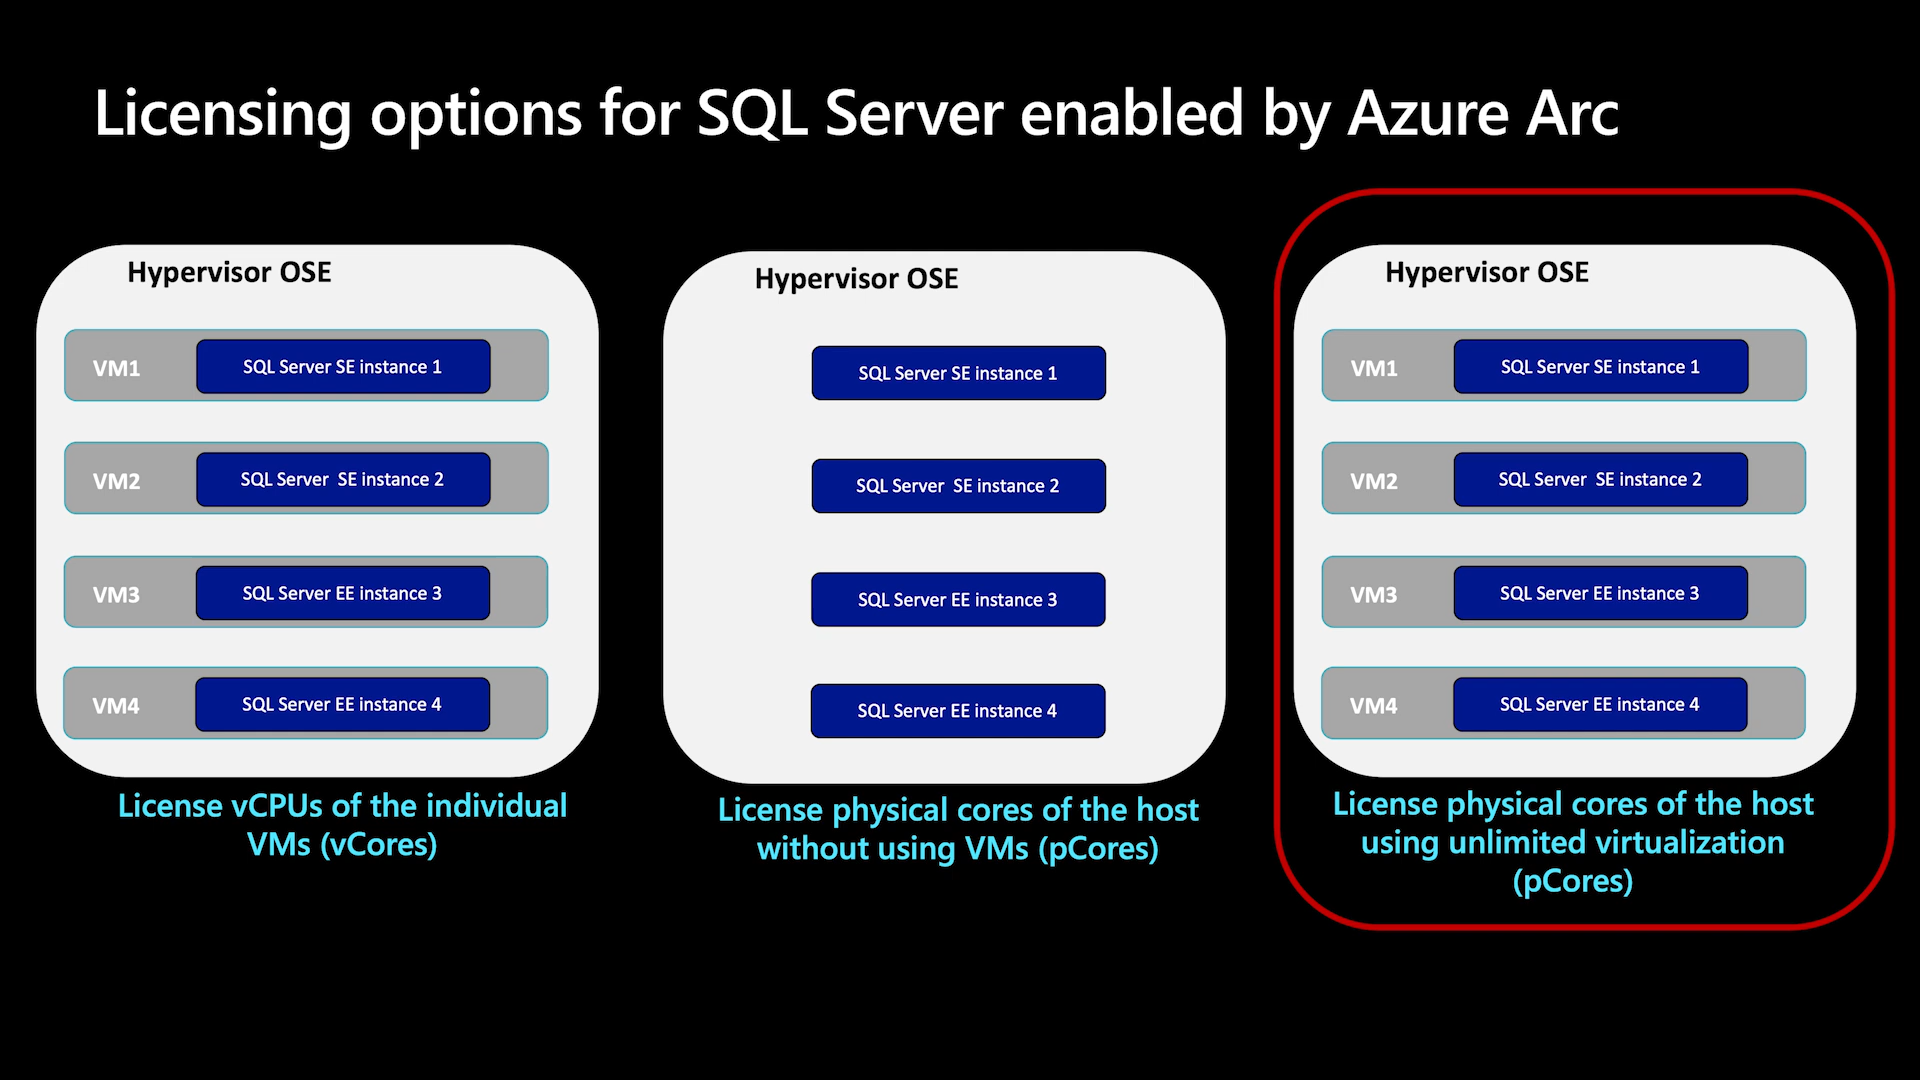 Licensing options for SQL Server enabled by Azure Arc
Hypervisor OSE
VM1
SQL Server SE instance 1
VM2
SQL Server  SE instance 2
VM3
SQL Server EE instance 3
VM4
SQL Server EE instance 4
License vCPUs of the individual
VMs (vCores)
Hypervisor OSE
SQL Server SE instance 1
SQL Server  SE instance 2
SQL Server EE instance 3
SQL Server EE instance 4
License physical cores of the host
without using VMs (pCores)
Hypervisor OSE
VM1
SQL Server SE instance 1
VM2
SQL Server  SE instance 2
VM3
SQL Server EE instance 3
VM4
SQL Server EE instance 4
License physical cores of the host
using unlimited virtualization
(pCores)